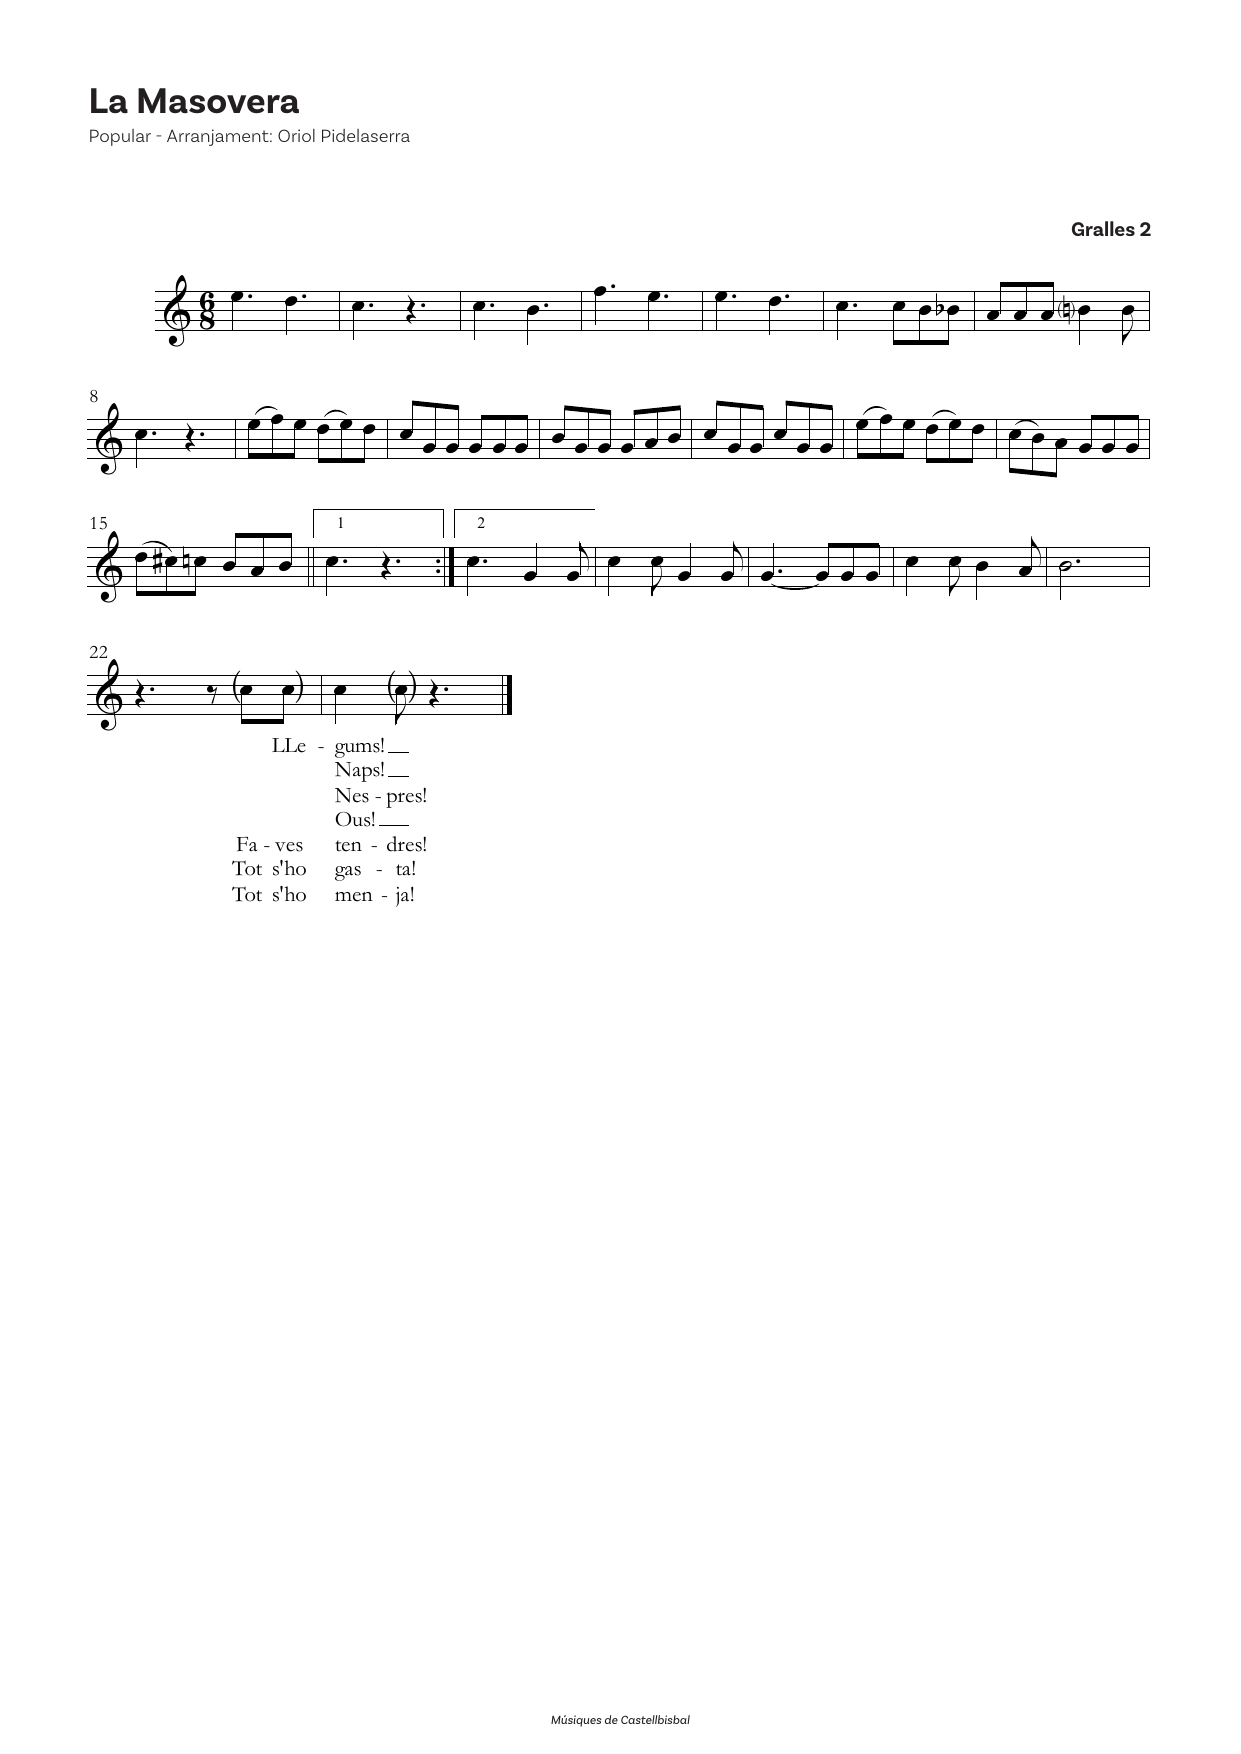 La Masovera
Popular - Arranjament: Oriol Pidelaserra
Gralles 2
6
8
8
15
1
2
22
LLe - gums!
Naps!
Nes - pres!
Ous!
Fa - ves ten - dres!
Tot s'ho gas - ta!
Tot s'ho men - ja!
Músiques de Castellbisbal